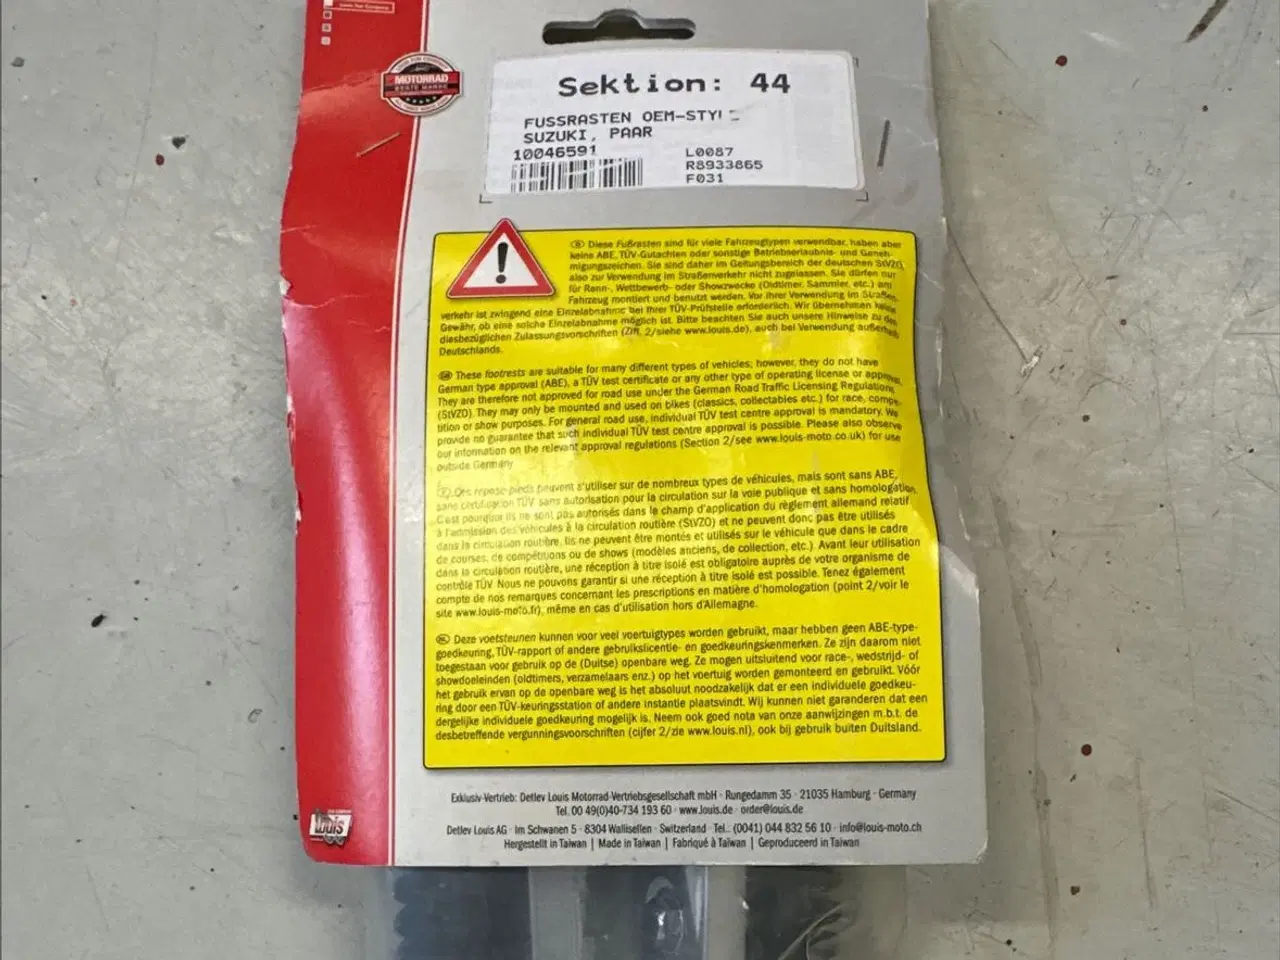 MOTORRAD
BESTE MARKE
Sektion: 44
FUSSRASTEN OEM-STYL
SUZUKI, PAAR
10046591
L0087
R8933865
F031
D Diese Fußrasten sind für viele Fahrzeugtypen verwendbar, haben aber
keine ABE, TÜV-Gutachten oder sonstige Betriebserlaubnis- und Geneh-
migungszeichen. Sie sind daher im Geltungsbereich der deutschen StVZO,
also zur Verwendung im Straßenverkehr nicht zugelassen. Sie dürfen nur
für Renn-, Wettbewerb- oder Showzwecke (Oldtimer, Sammler, etc.) am
Fahrzeug montiert und benutzt werden. Vor ihrer Verwendung im Straßen-
verkehr ist zwingend eine Einzelabnahme bei Ihrer TÜV-Prüfstelle erforderlich. Wir übernehmen keine
Gewähr, ob eine solche Einzelabnahme möglich ist. Bitte beachten Sie auch unsere Hinweise zu den
diesbezüglichen Zulassungsvorschriften (Ziff. 2/siehe www.louis.de), auch bei Verwendung außerhalb
Deutschlands.
GB These footrests are suitable for many different types of vehicles; however, they do not have
German type approval (ABE), a TÜV test certificate or any other type of operating license or approval.
They are therefore not approved for road use under the German Road Traffic Licensing Regulations
(StVZO). They may only be mounted and used on bikes (classics, collectables etc.) for race, compe-
tition or show purposes. For general road use, individual TÜV test centre approval is mandatory. We
provide no guarantee that such individual TÜV test centre approval is possible. Please also observe
our information on the relevant approval regulations (Section 2/see www.louis-moto.co.uk) for use
outside Germany
F Ces repose-pieds peuvent s'utiliser sur de nombreux types de véhicules, mais sont sans ABE,
sans certification TÜV sans autorisation pour la circulation sur la voie publique et sans homologation.
C'est pourquoi ils ne sont pas autorisés dans le champ d'application du règlement allemand relatif
à l'admission des véhicules à la circulation routière (StVZO) et ne peuvent donc pas être utilisés
dans la circulation routière. Ils ne peuvent être montés et utilisés sur le véhicule que dans le cadre
de courses, de compétitions ou de shows (modèles anciens, de collection, etc.). Avant leur utilisation
dans la circulation routière, une réception à titre isolé est obligatoire auprès de votre organisme de
contrôle TÜV. Nous ne pouvons garantir si une réception à titre isolé est possible. Tenez également
compte de nos remarques concernant les prescriptions en matière d'homologation (point 2/voir le
site www.louis-moto.fr), même en cas d'utilisation hors d'Allemagne.
NL Deze voetsteunen kunnen voor veel voertuigtypes worden gebruikt, maar hebben geen ABE-type-
goedkeuring, TÜV-rapport of andere gebruikslicentie- en goedkeuringskenmerken. Ze zijn daarom niet
toegestaan voor gebruik op de (Duitse) openbare weg. Ze mogen uitsluitend voor race-, wedstrijd- of
showdoeleinden (oldtimers, verzamelaars enz.) op het voertuig worden gemonteerd en gebruikt. Vóór
het gebruik ervan op de openbare weg is het absoluut noodzakelijk dat er een individuele goedkeu-
ring door een TÜV-keuringsstation of andere instantie plaatsvindt. Wij kunnen niet garanderen dat een
dergelijke individuele goedkeuring mogelijk is. Neem ook goed nota van onze aanwijzingen m.b.t. de
desbetreffende vergunningsvoorschriften (cijfer 2/zie www.louis.nl), ook bij gebruik buiten Duitsland.
Exklusiv-Vertrieb: Detlev Louis Motorrad-Vertriebsgesellschaft mbH · Rungedamm 35 · 21035 Hamburg · Germany
Tel. 00 49(0)40-734 193 60 · www.louis.de · order@louis.de
Detlev Louis AG · Im Schwanen 5 · 8304 Wallisellen · Switzerland · Tel.. (0041) 044 832 56 10 · info@louis-moto.ch
Hergestellt in Taiwan | Made in Taiwan | Fabriqué à Taïwan | Geproduceerd in Taiwan
Louis